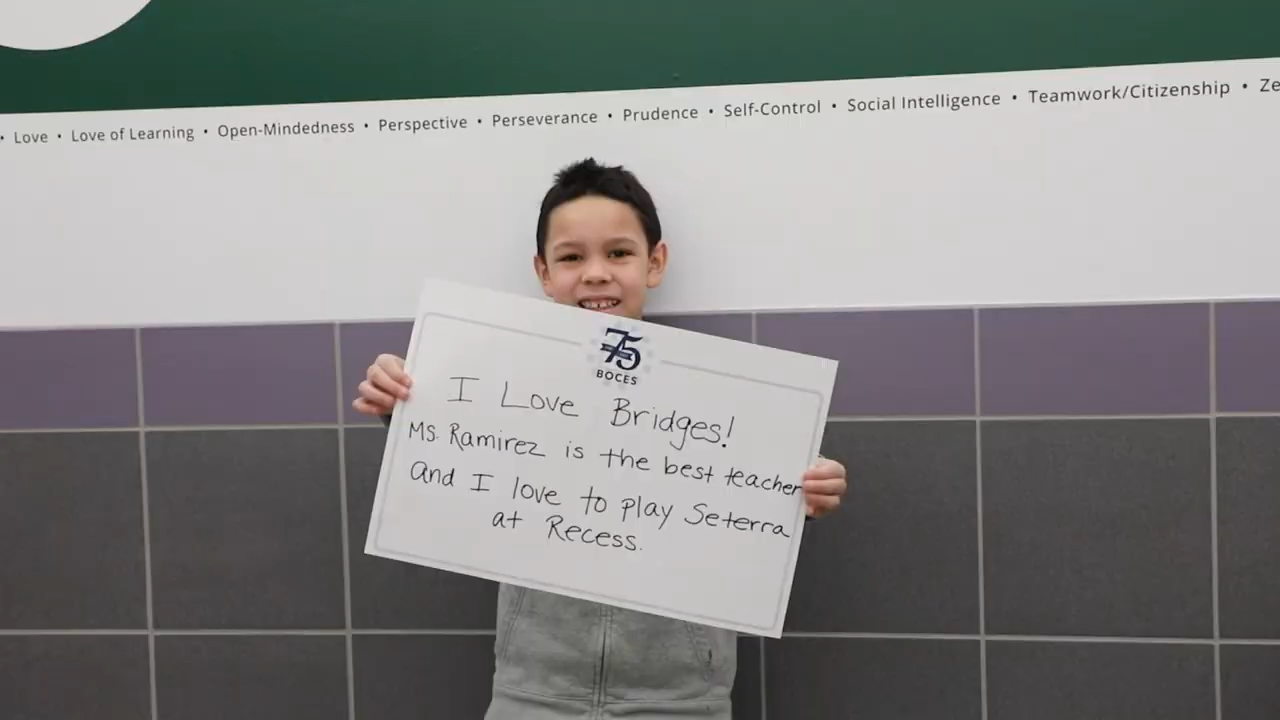 • Love • Love of Learning • Open-Mindedness • Perspective • Perseverance • Prudence • Self-Control • Social Intelligence • Teamwork/Citizenship •
75
BOCES
I Love Bridges!
Ms. Ramirez is the best teacher
and I love to play Seterra
at Recess.